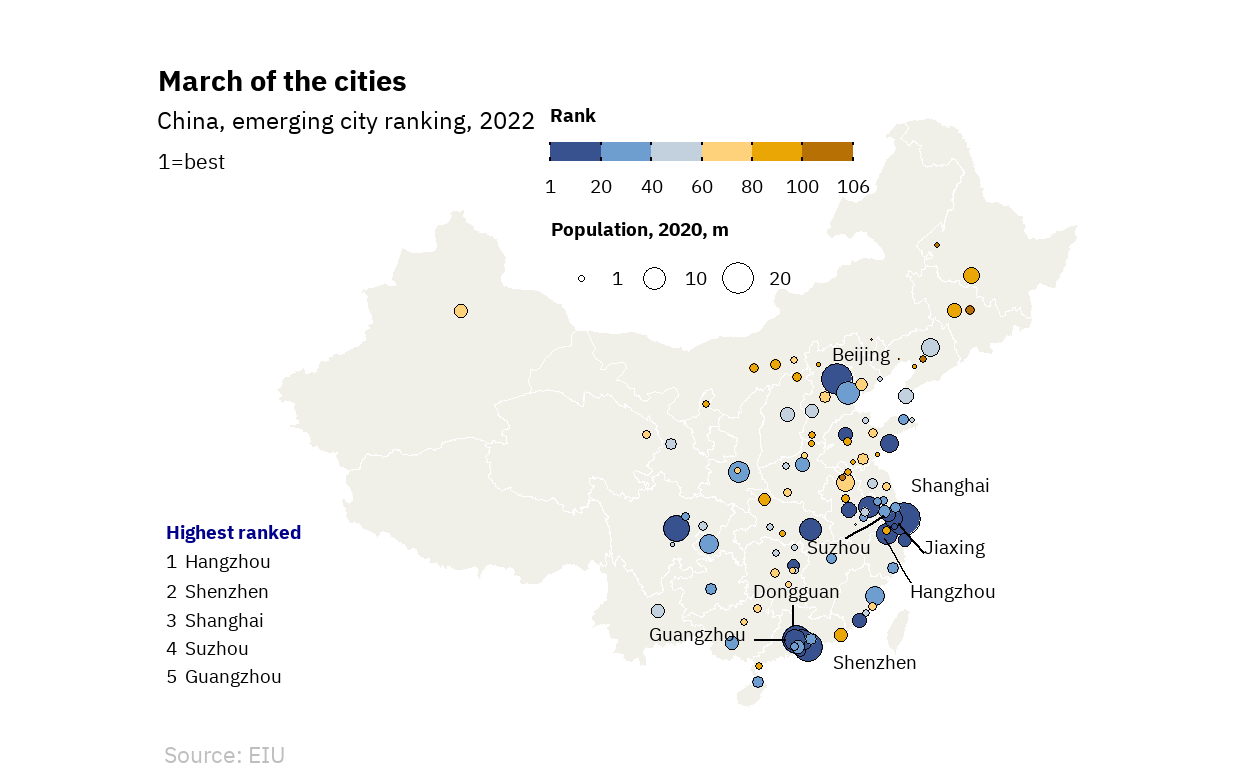 March of the cities
China, emerging city ranking, 2022
1=best
Rank
1 20 40 60 80 100 106
Population, 2020, m
1 10 20
Beijing
Shanghai
Suzhou
Jiaxing
Dongguan
Hangzhou
Guangzhou
Shenzhen
Highest ranked
1 Hangzhou
2 Shenzhen
3 Shanghai
4 Suzhou
5 Guangzhou
Source: EIU